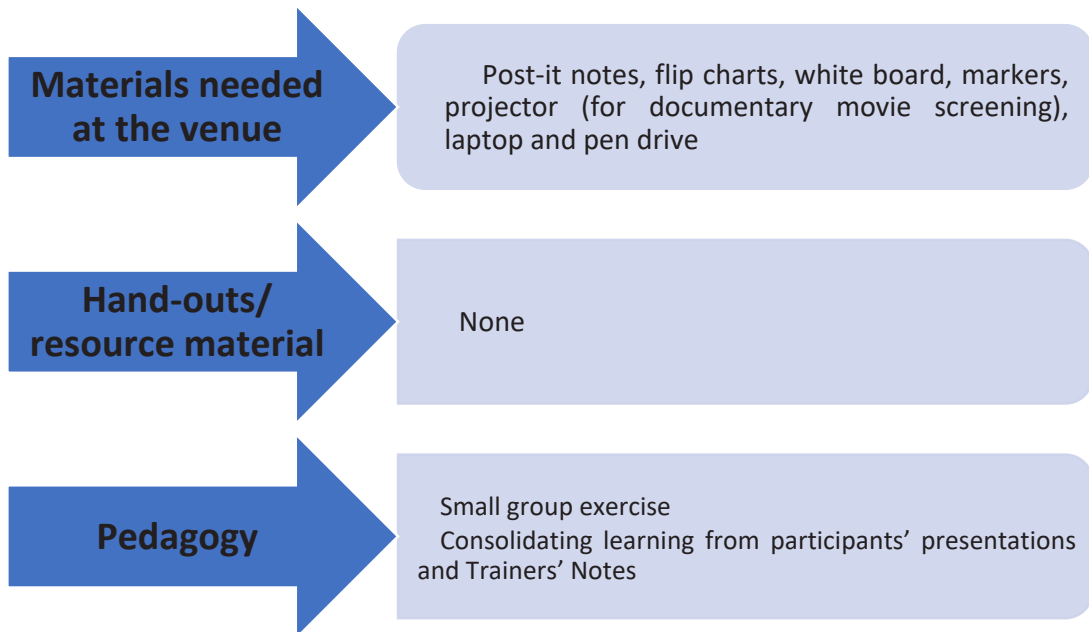 Materials needed
at the venue
Post-it notes, flip charts, white board, markers,
projector (for documentary movie screening),
laptop and pen drive
Hand-outs/
resource material
None
Pedagogy
Small group exercise
Consolidating learning from participants’ presentations
and Trainers’ Notes